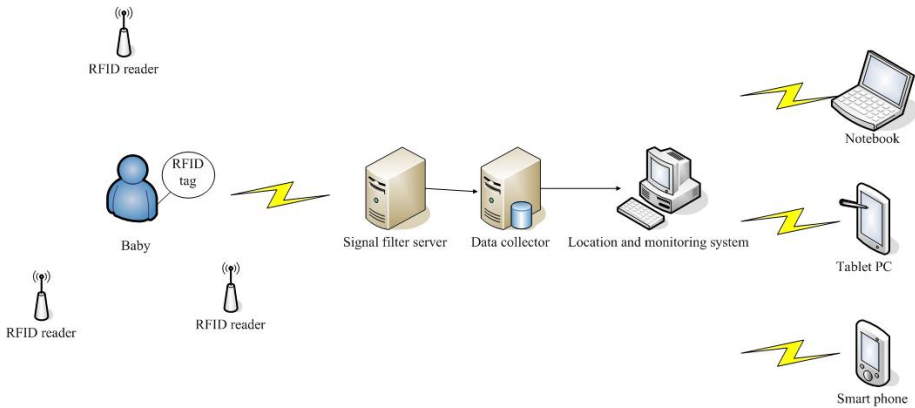 RFID reader
Notebook
RFID
tag
Baby
Signal filter server
Data collector
Location and monitoring system
Tablet PC
RFID reader
RFID reader
Smart phone